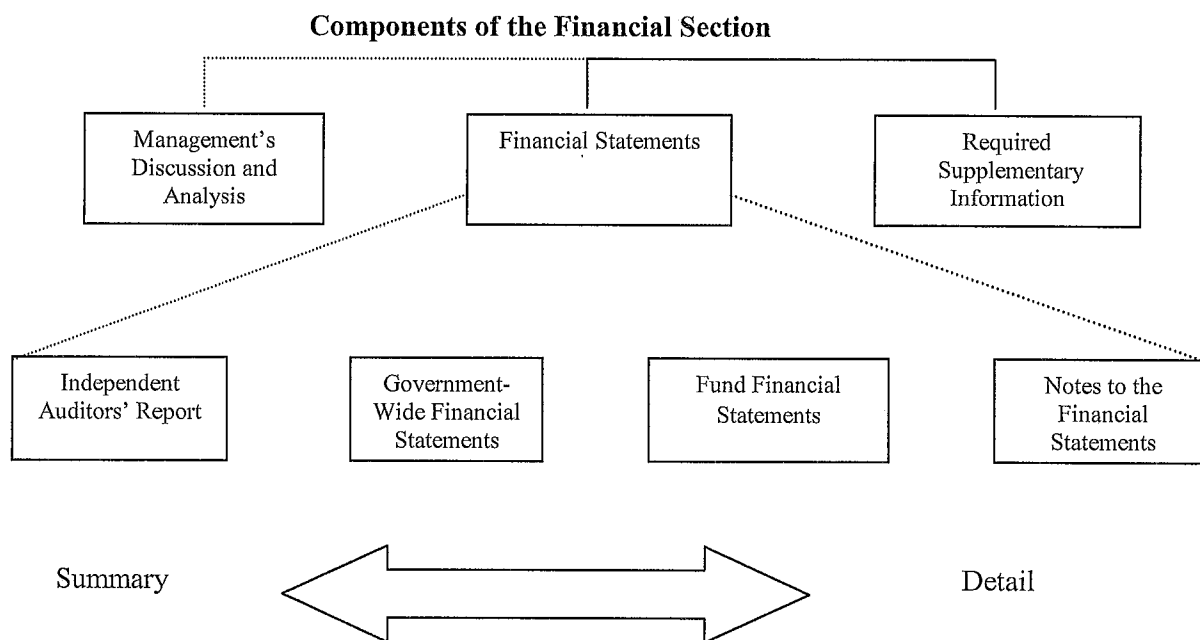 Components of the Financial Section
Management's
Discussion and
Analysis
Financial Statements
Required
Supplementary
Information
Independent
Auditors' Report
Government-
Wide Financial
Statements
Fund Financial
Statements
Notes to the
Financial
Statements
Summary
Detail